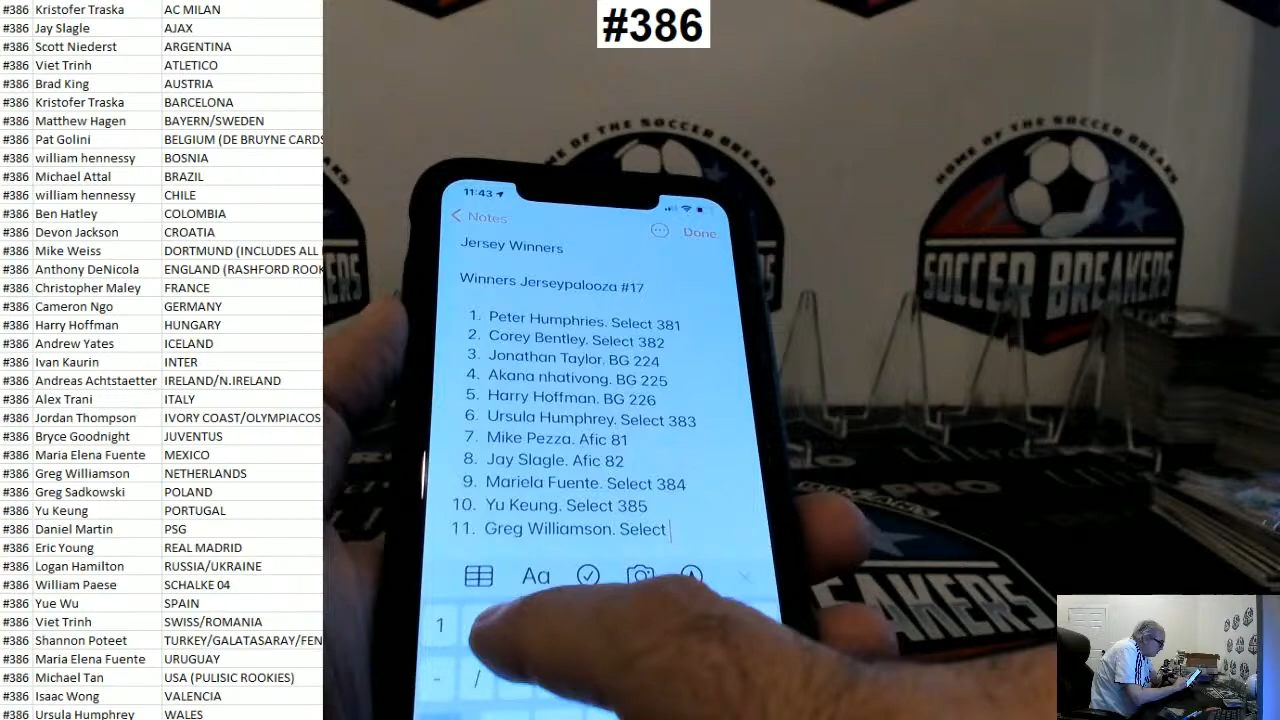 #386 Kristofer Traska AC MILAN
#386 Jay Slagle AJAX
#386 Scott Niederst ARGENTINA
#386 Viet Trinh ATLETICO
#386 Brad King AUSTRIA
#386 Kristofer Traska BARCELONA
#386 Matthew Hagen BAYERN/SWEDEN
#386 Pat Golini BELGIUM (DE BRUYNE CARDS
#386 william hennessy BOSNIA
#386 Michael Attal BRAZIL
#386 william hennessy CHILE
#386 Ben Hatley COLOMBIA
#386 Devon Jackson CROATIA
#386 Mike Weiss DORTMUND (INCLUDES ALL
#386 Anthony DeNicola ENGLAND (RASHFORD ROOK
#386 Christopher Maley FRANCE
#386 Cameron Ngo GERMANY
#386 Harry Hoffman HUNGARY
#386 Andrew Yates ICELAND
#386 Ivan Kaurin INTER
#386 Andreas Achtstaetter IRELAND/N.IRELAND
#386 Alex Trani ITALY
#386 Jordan Thompson IVORY COAST/OLYMPIACOS
#386 Bryce Goodnight JUVENTUS
#386 Maria Elena Fuente MEXICO
#386 Greg Williamson NETHERLANDS
#386 Greg Sadkowski POLAND
#386 Yu Keung PORTUGAL
#386 Daniel Martin PSG
#386 Eric Young REAL MADRID
#386 Logan Hamilton RUSSIA/UKRAINE
#386 William Paese SCHALKE 04
#386 Yue Wu SPAIN
#386 Viet Trinh SWISS/ROMANIA
#386 Shannon Poteet TURKEY/GALATASARAY/FEN
#386 Maria Elena Fuente URUGUAY
#386 Michael Tan USA (PULISIC ROOKIES)
#386 Isaac Wong VALENCIA
#386 Ursula Humphrey WALES
#386
11:43
Notes
Done
Jersey Winners
Winners Jerseypalooza #17
1. Peter Humphries. Select 381
2. Corey Bentley. Select 382
3. Jonathan Taylor. BG 224
4. Akana nhativong. BG 225
5. Harry Hoffman. BG 226
6. Ursula Humphrey. Select 383
7. Mike Pezza. Afic 81
8. Jay Slagle. Afic 82
9. Mariela Fuente. Select 384
10. Yu Keung. Select 385
11. Greg Williamson. Select
Aa
1
- /
OF THE SOCCER
HOME OF THE SOCCER BREAKS
SOCCER BREAKERS